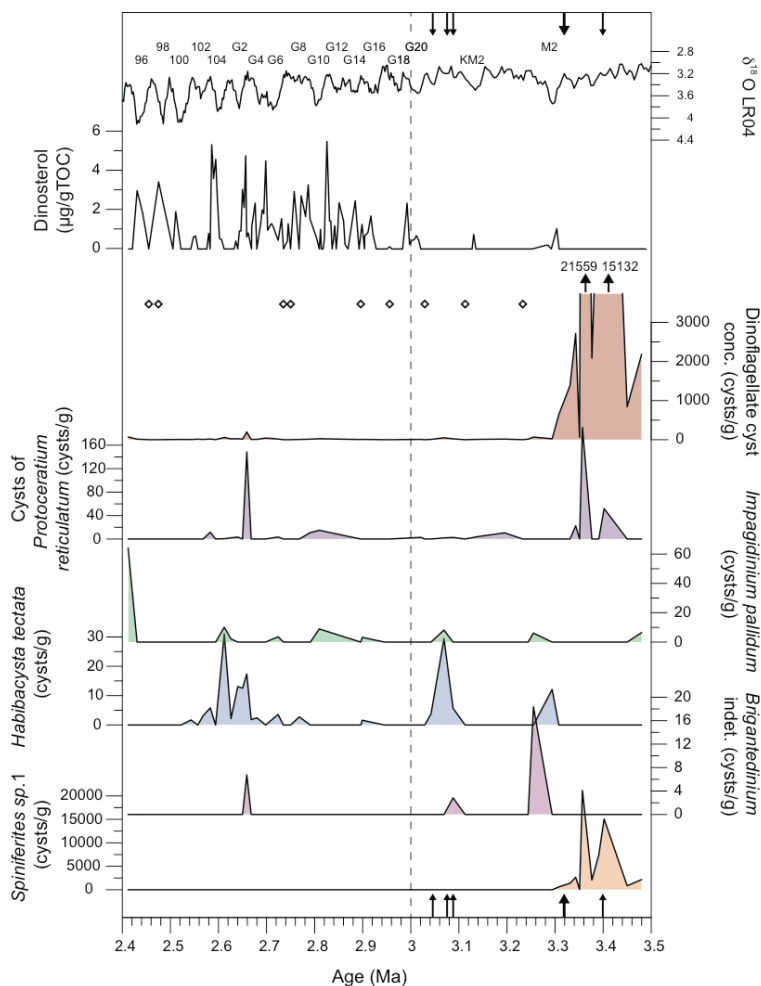 98 102 G2 G8 G12 G16 G20 M2
96 100 104 G4 G6 G10 G14 G18 KM2
2.8
3.2
3.6
4
4.4
δ18 O LR04
6
4
2
0
Dinosterol
(µg/gTOC)
21559 15132
3000
2000
1000
0
Dinoflagellate cyst
conc. (cysts/g)
160
120
80
40
0
Cysts of
Protoceratium
reticulatum (cysts/g)
60
40
20
0
Impagidinium pallidum
(cysts/g)
30
20
10
0
Habibacysta tectata
(cysts/g)
20
16
12
8
4
0
Brigantedinium
indet. (cysts/g)
20000
15000
10000
5000
0
Spiniferites sp.1
(cysts/g)
2.4 2.5 2.6 2.7 2.8 2.9 3 3.1 3.2 3.3 3.4 3.5
Age (Ma)